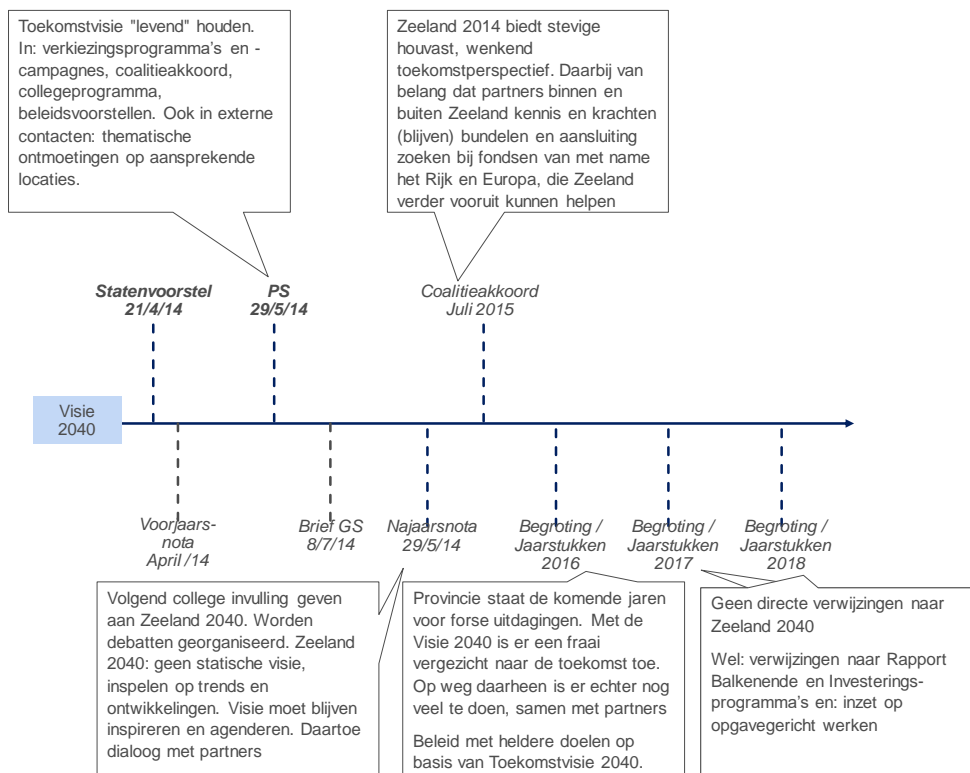 Toekomstvisie "levend" houden.
In: verkiezingsprogramma's en -
campagnes, coalitieakkoord,
collegeprogramma,
beleidsvoorstellen. Ook in externe
contacten: thematische
ontmoetingen op aansprekende
locaties.
Zeeland 2014 biedt stevige
houvast, wenkend
toekomstperspectief. Daarbij van
belang dat partners binnen en
buiten Zeeland kennis en krachten
(blijven) bundelen en aansluiting
zoeken bij fondsen van met name
het Rijk en Europa, die Zeeland
verder vooruit kunnen helpen
Statenvoorstel
21/4/14
PS
29/5/14
Coalitieakkoord
Juli 2015
Visie
2040
Voorjaars-
nota
April /14
Brief GS
8/7/14
Najaarsnota
29/5/14
Begroting /
Jaarstukken
2016
Begroting /
Jaarstukken
2017
Begroting /
Jaarstukken
2018
Volgend college invulling geven
aan Zeeland 2040. Worden
debatten georganiseerd. Zeeland
2040: geen statische visie,
inspelen op trends en
ontwikkelingen. Visie moet blijven
inspireren en agenderen. Daartoe
dialoog met partners
Provincie staat de komende jaren
voor forse uitdagingen. Met de
Visie 2040 is er een fraai
vergezicht naar de toekomst toe.
Op weg daarheen is er echter nog
veel te doen, samen met partners
Beleid met heldere doelen op
basis van Toekomstvisie 2040.
Geen directe verwijzingen naar
Zeeland 2040
Wel: verwijzingen naar Rapport
Balkenende en Investerings-
programma's en: inzet op
opgavegericht werken